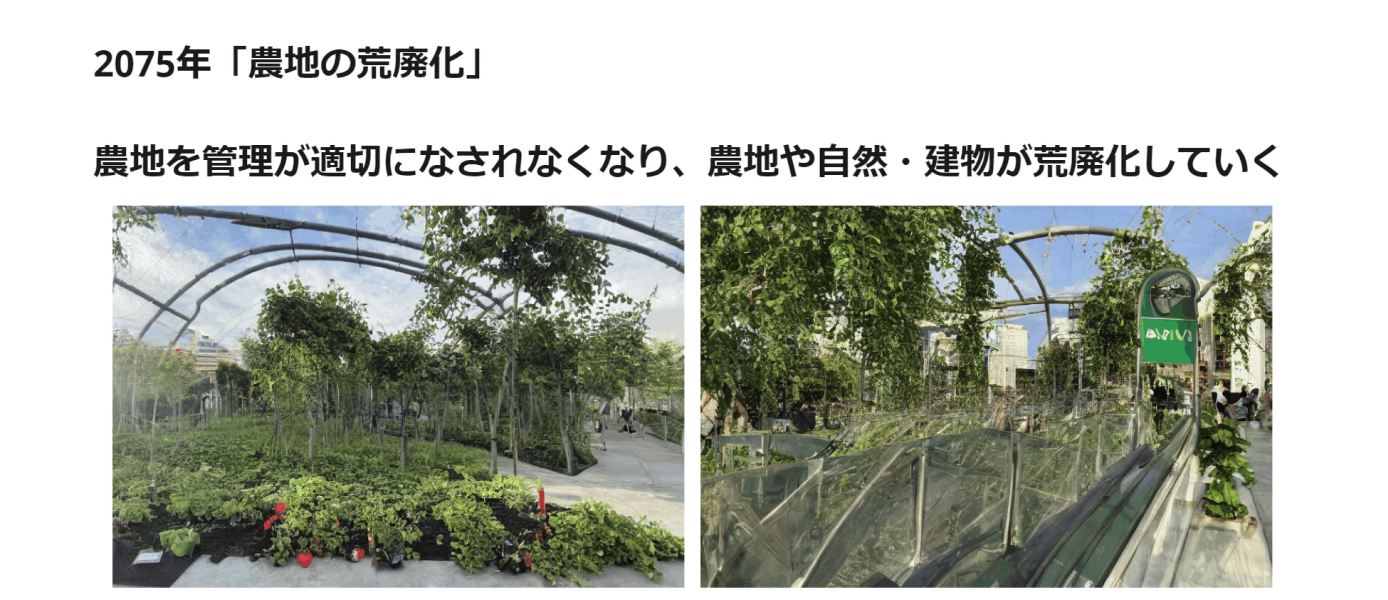 2075年「農地の荒廃化」
農地を管理が適切になされなくなり、農地や自然・建物が荒廃化していく